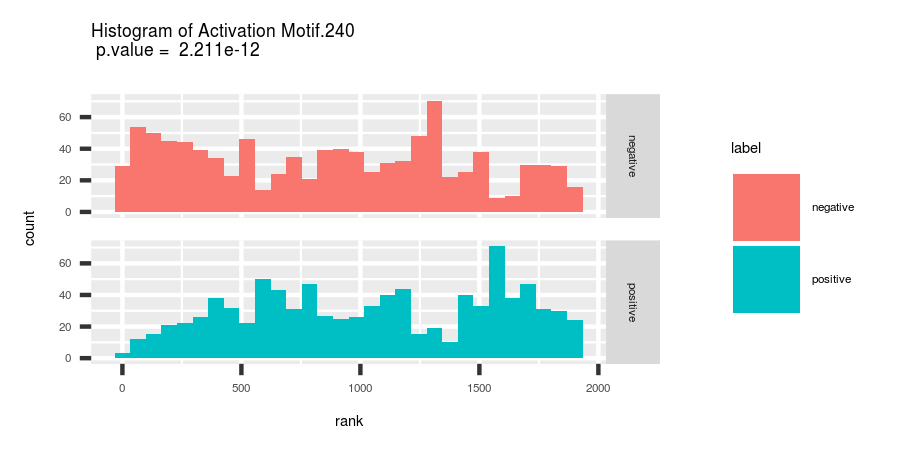 Histogram of Activation Motif.240
p.value = 2.211e-12
count
60
40
20
0
negative
60
40
20
0
positive
0 500 1000 1500 2000
rank
label
negative
positive